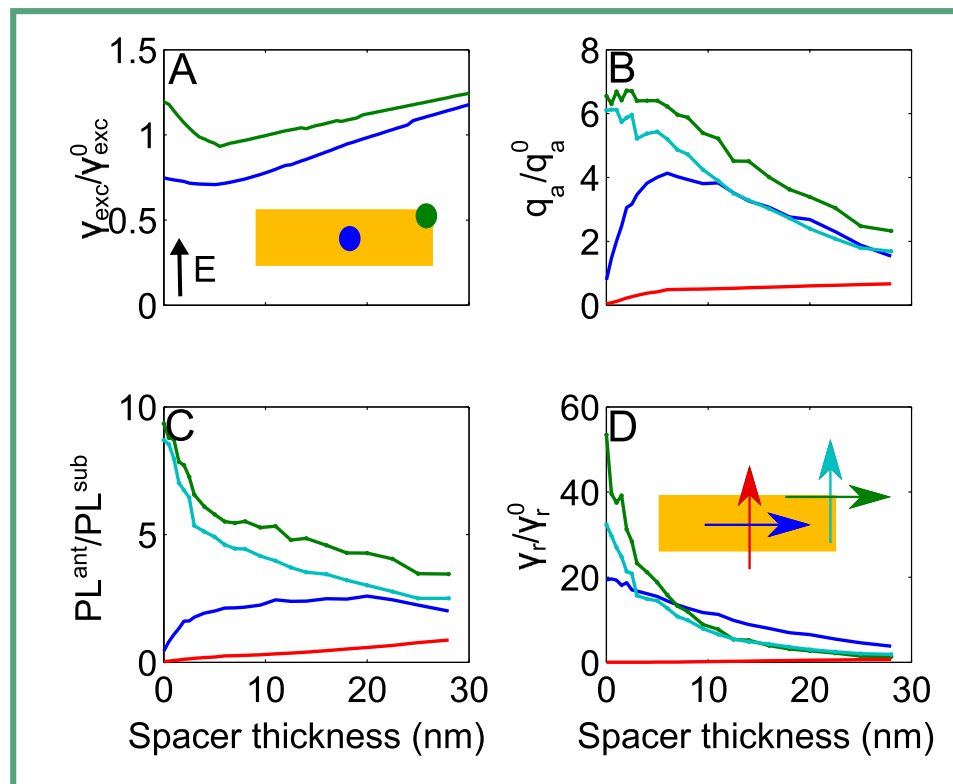 A
1.5
1
0.5
0
γexc/γ⁰exc
E
B
8
6
4
2
0
qₐ/qₐ⁰
C
10
5
0
PLᵃⁿᵗ/PLˢᵘᵇ
0 10 20 30
Spacer thickness (nm)
D
60
40
20
0
γᵣ/γᵣ⁰
0 10 20 30
Spacer thickness (nm)